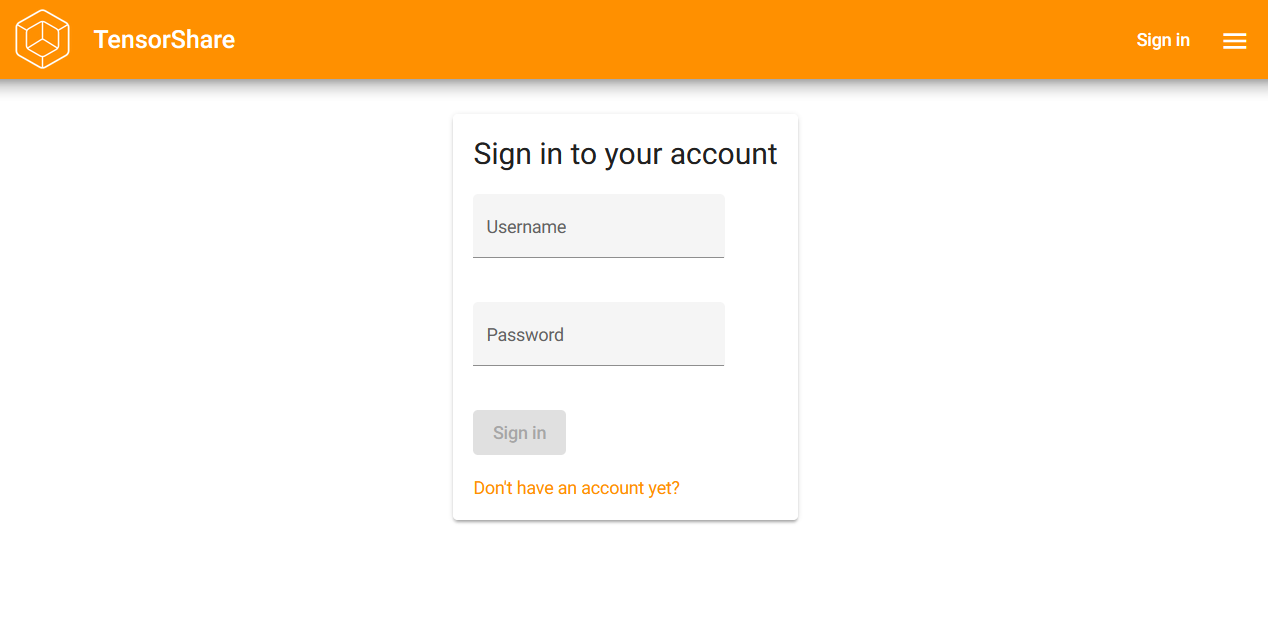 TensorShare
Sign in
Sign in to your account
Username
Password
Sign in
Don't have an account yet?